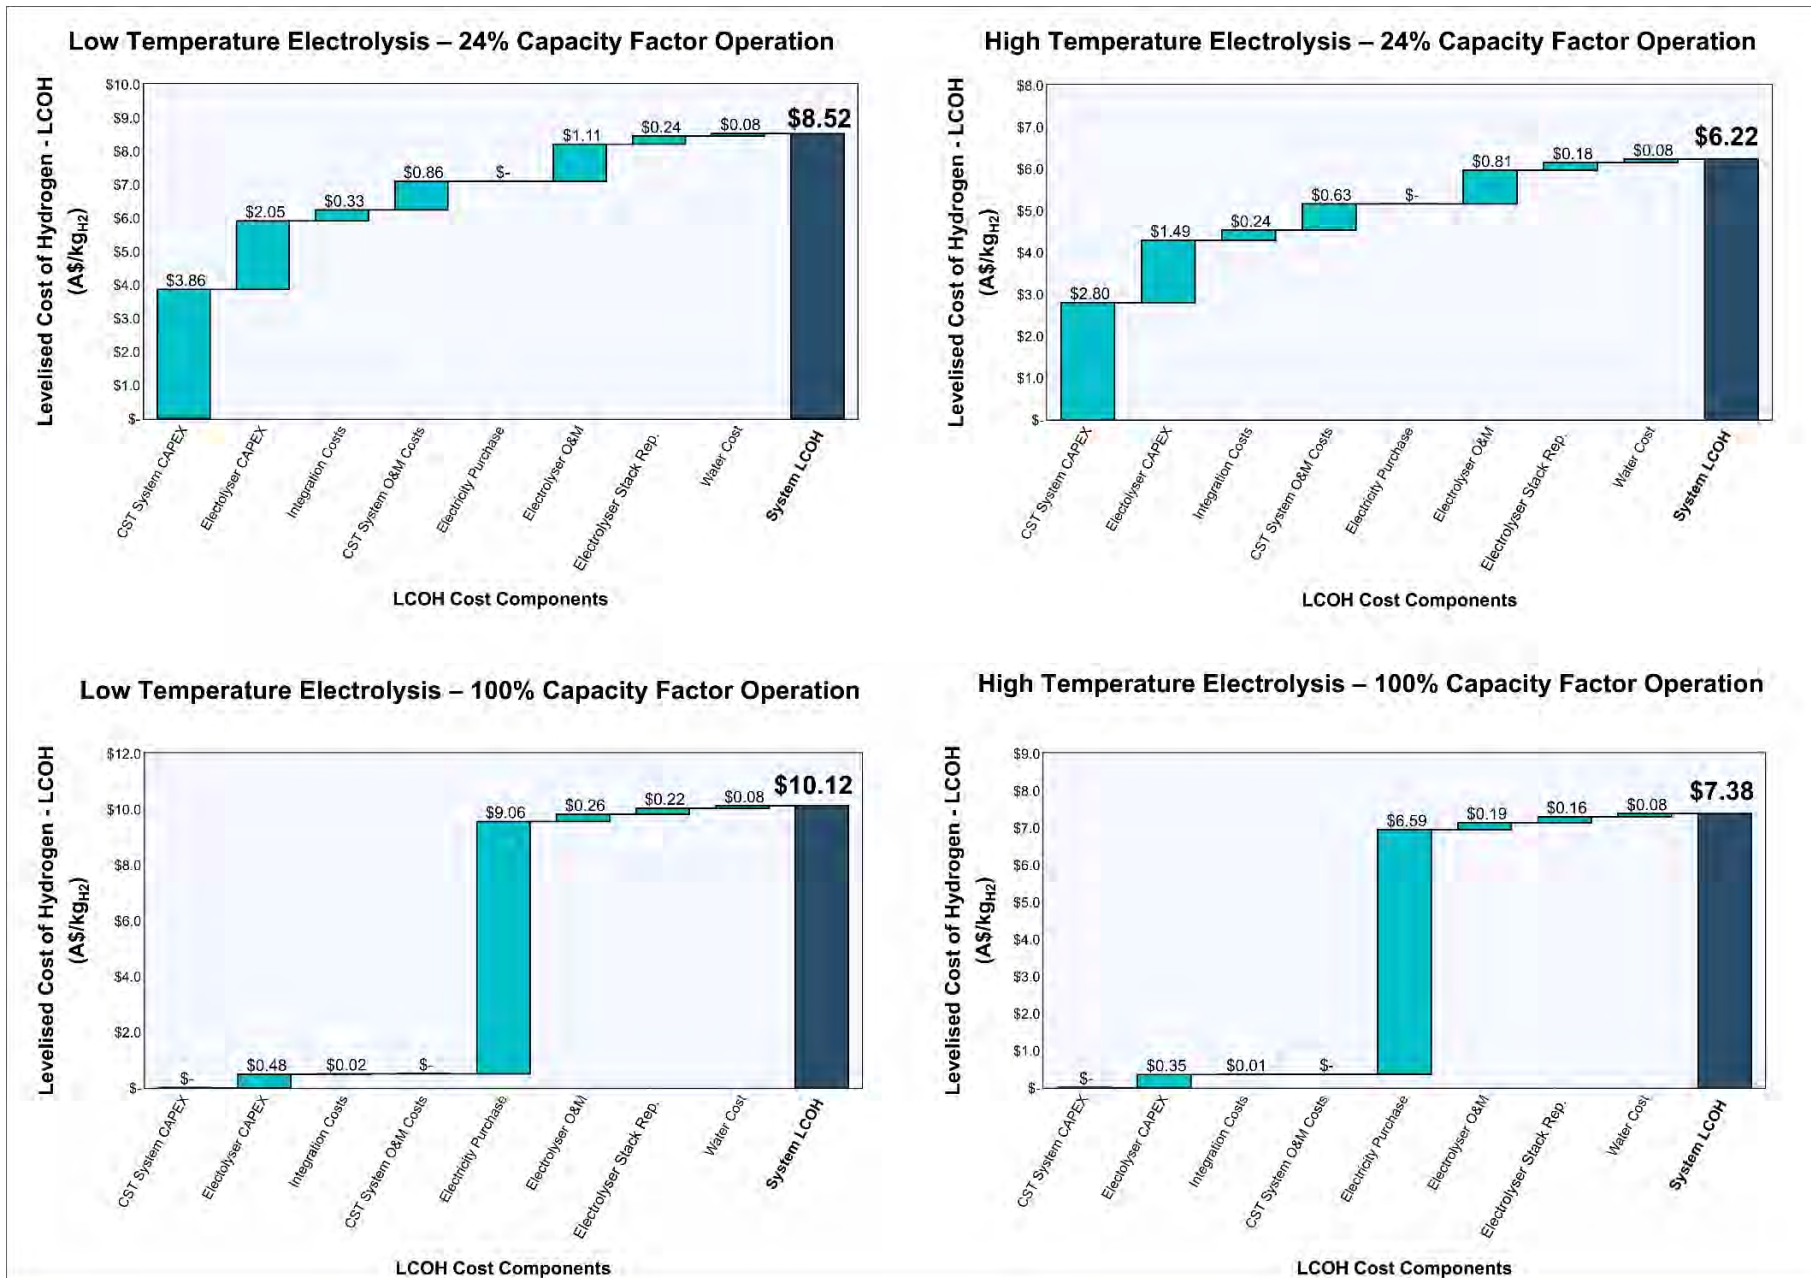 Low Temperature Electrolysis – 24% Capacity Factor Operation
Levelised Cost of Hydrogen - LCOH
(A$/kgH2)
$10.0
$9.0
$8.0
$7.0
$6.0
$5.0
$4.0
$3.0
$2.0
$1.0
$-
$3.86
$2.05
$0.33
$0.86
$-
$1.11
$0.24
$0.08
$8.52
CST System CAPEX
Electolyser CAPEX
Integration Costs
CST System O&M Costs
Electricity Purchase
Electrolyser O&M
Electrolyser Stack Rep.
Water Cost
System LCOH
LCOH Cost Components
High Temperature Electrolysis – 24% Capacity Factor Operation
Levelised Cost of Hydrogen - LCOH
(A$/kgH2)
$8.0
$7.0
$6.0
$5.0
$4.0
$3.0
$2.0
$1.0
$-
$2.80
$1.49
$0.24
$0.63
$-
$0.81
$0.18
$0.08
$6.22
CST System CAPEX
Electolyser CAPEX
Integration Costs
CST System O&M Costs
Electricity Purchase
Electrolyser O&M
Electrolyser Stack Rep.
Water Cost
System LCOH
LCOH Cost Components
Low Temperature Electrolysis – 100% Capacity Factor Operation
Levelised Cost of Hydrogen - LCOH
(A$/kgH2)
$12.0
$10.0
$8.0
$6.0
$4.0
$2.0
$-
$-
$0.48
$0.02
$-
$9.06
$0.26
$0.22
$0.08
$10.12
CST System CAPEX
Electolyser CAPEX
Integration Costs
CST System O&M Costs
Electricity Purchase
Electrolyser O&M
Electrolyser Stack Rep.
Water Cost
System LCOH
LCOH Cost Components
High Temperature Electrolysis – 100% Capacity Factor Operation
Levelised Cost of Hydrogen - LCOH
(A$/kgH2)
$9.0
$8.0
$7.0
$6.0
$5.0
$4.0
$3.0
$2.0
$1.0
$-
$-
$0.35
$0.01
$-
$6.59
$0.19
$0.16
$0.08
$7.38
CST System CAPEX
Electolyser CAPEX
Integration Costs
CST System O&M Costs
Electricity Purchase
Electrolyser O&M
Electrolyser Stack Rep.
Water Cost
System LCOH
LCOH Cost Components